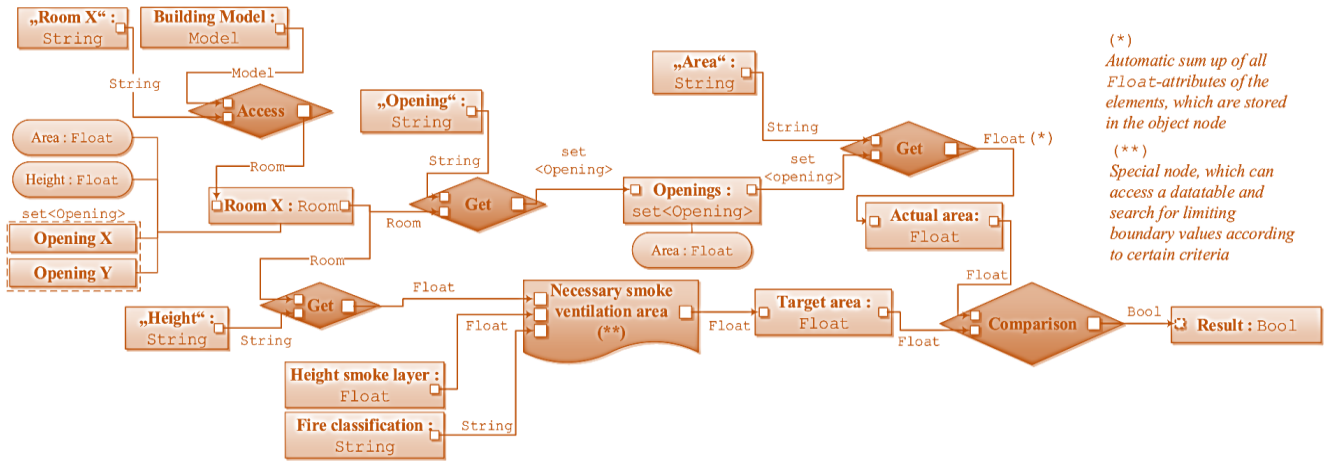 „Room X“ :
String
Building Model :
Model
String
Model
Access
Area : Float
Height : Float
set<Opening>
Opening X
Opening Y
Room
Room X : Room
„Opening“ :
String
String
Get
Room
set
<Opening>
Openings :
set<Opening>
Area : Float
„Area“ :
String
String
set
<opening>
Get
Float (*)
Actual area:
Float
Float
Room
Get
„Height“ :
String
String
Float
Float
Height smoke layer :
Float
Fire classification :
String
String
Necessary smoke
ventilation area
(**)
Float
Target area :
Float
Float
Comparison
Bool
Result : Bool
(*)
Automatic sum up of all
Float-attributes of the
elements, which are stored
in the object node
(**)
Special node, which can
access a datatable and
search for limiting
boundary values according
to certain criteria